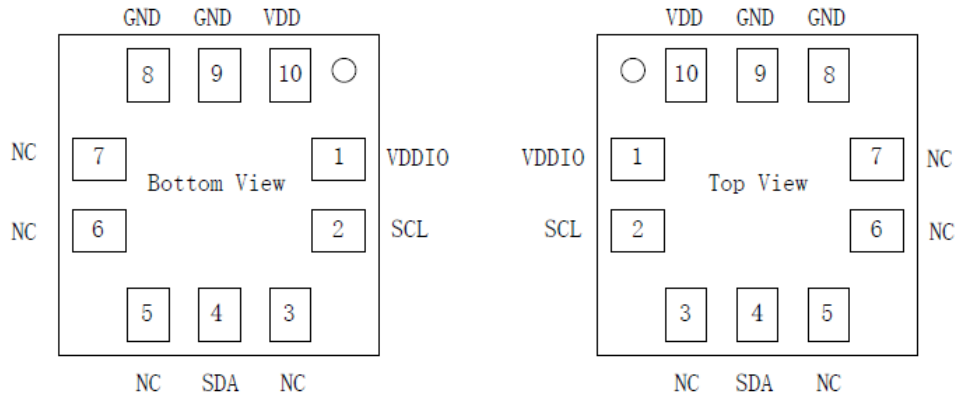 GND GND VDD
8 9 10
NC 7 1 VDDIO
Bottom View
NC 6 2 SCL
5 4 3
NC SDA NC
VDD GND GND
10 9 8
VDDIO 1 7 NC
Top View
SCL 2 6 NC
3 4 5
NC SDA NC